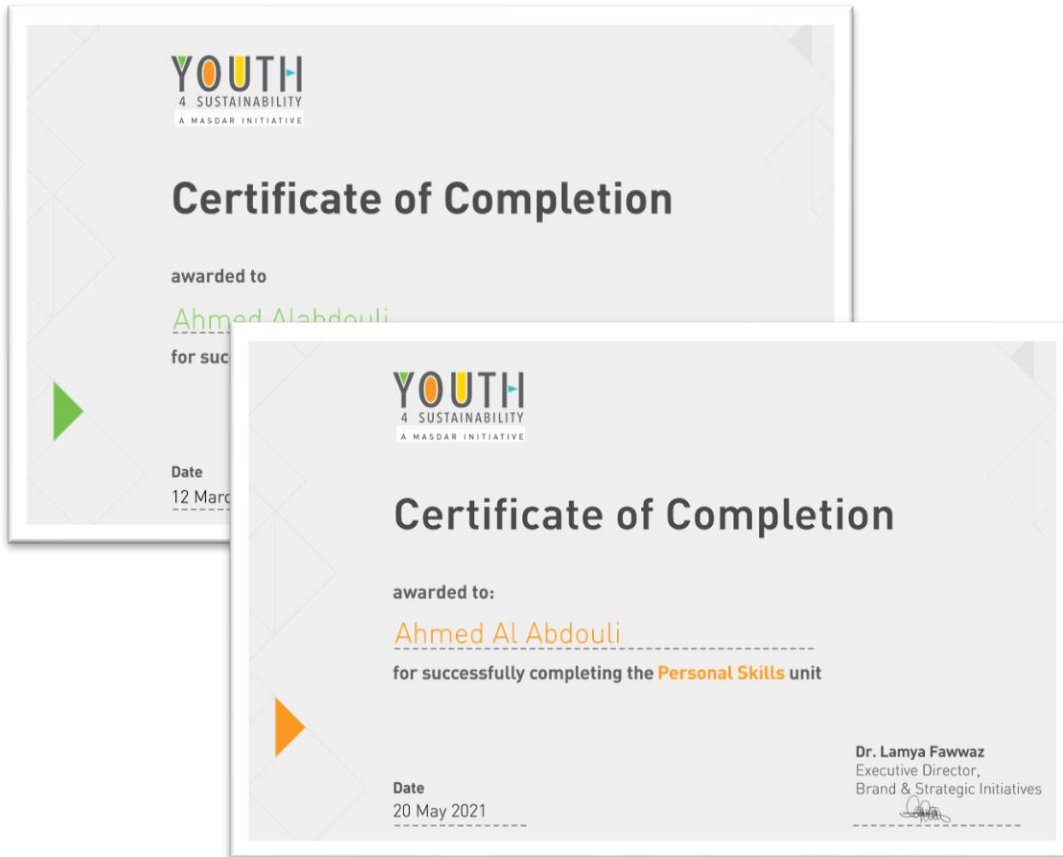 YOUTH
4 SUSTAINABILITY
A MASDAR INITIATIVE
Certificate of Completion
awarded to
Ahmed Alabdouli
for
Date
12
YOUTH
4 SUSTAINABILITY
A MASDAR INITIATIVE
Certificate of Completion
awarded to:
Ahmed Al Abdouli
for successfully completing the Personal Skills unit
Dr. Lamya Fawwaz
Executive Director,
Brand & Strategic Initiatives
Date
20 May 2021